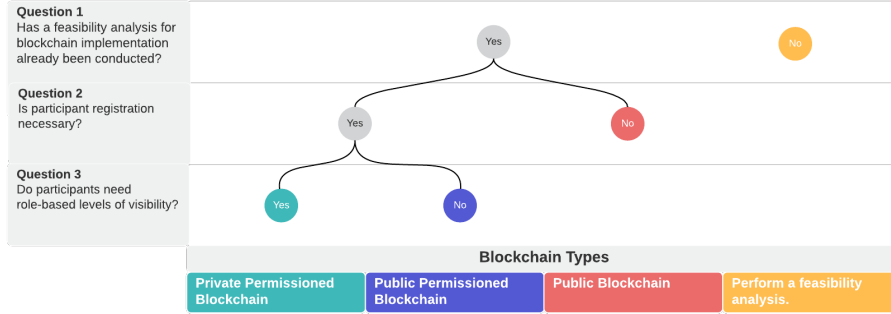 Question 1
Has a feasibility analysis for
blockchain implementation
already been conducted?
Yes
No
Question 2
Is participant registration
necessary?
Yes
No
Question 3
Do participants need
role-based levels of visibility?
Yes
No
Blockchain Types
Private Permissioned
Blockchain
Public Permissioned
Blockchain
Public Blockchain
Perform a feasibility
analysis.